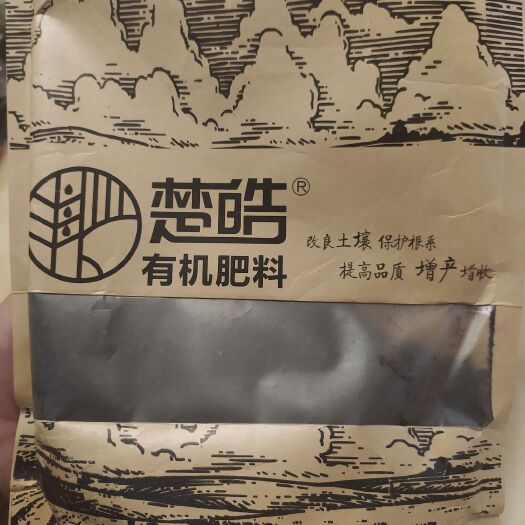 楚皓®
有机肥料
改良土壤 保护根系
提高品质 增产增收